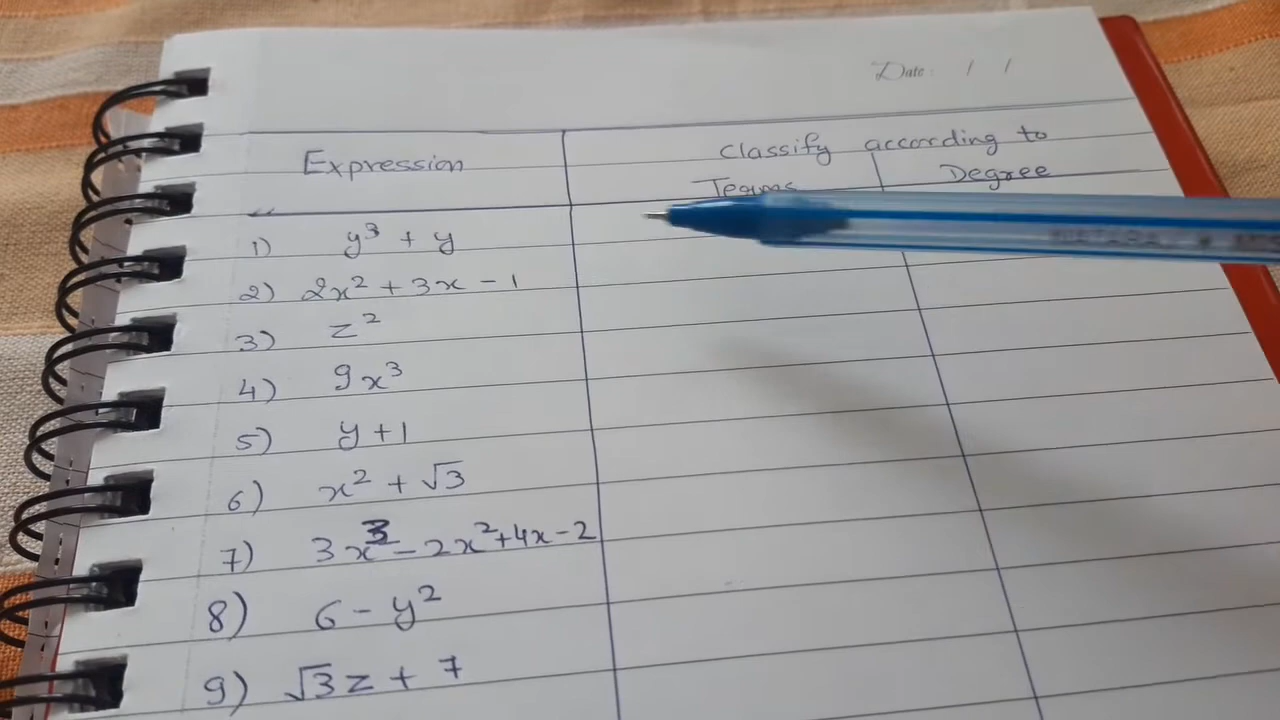 Date: / /
Expression Classify according to
Terms Degree
1) y³ + y
2) 2x² + 3x - 1
3) z²
4) 9x³
5) y + 1
6) x² + √3
7) 3x³ - 2x² + 4x - 2
8) 6 - y²
9) √3z + 7